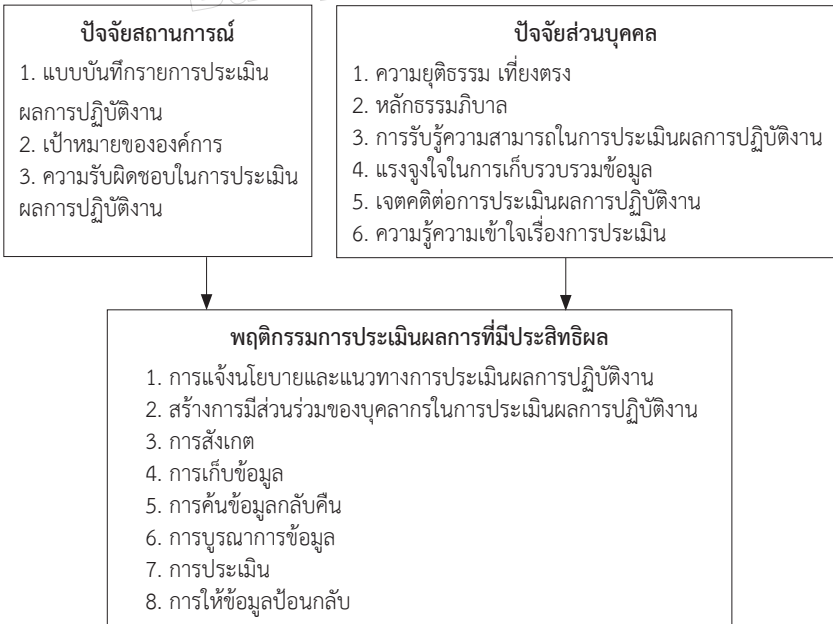 ปัจจัยสถานการณ์
1. แบบบันทึกรายการประเมิน
ผลการปฏิบัติงาน
2. เป้าหมายขององค์การ
3. ความรับผิดชอบในการประเมิน
ผลการปฏิบัติงาน
ปัจจัยส่วนบุคคล
1. ความยุติธรรม เที่ยงตรง
2. หลักธรรมภิบาล
3. การรับรู้ความสามารถในการประเมินผลการปฏิบัติงาน
4. แรงจูงใจในการเก็บรวบรวมข้อมูล
5. เจตคติต่อการประเมินผลการปฏิบัติงาน
6. ความรู้ความเข้าใจเรื่องการประเมิน
พฤติกรรมการประเมินผลการที่มีประสิทธิผล
1. การแจ้งนโยบายและแนวทางการประเมินผลการปฏิบัติงาน
2. สร้างการมีส่วนร่วมของบุคลากรในการประเมินผลการปฏิบัติงาน
3. การสังเกต
4. การเก็บข้อมูล
5. การค้นข้อมูลกลับคืน
6. การบูรณาการข้อมูล
7. การประเมิน
8. การให้ข้อมูลป้อนกลับ